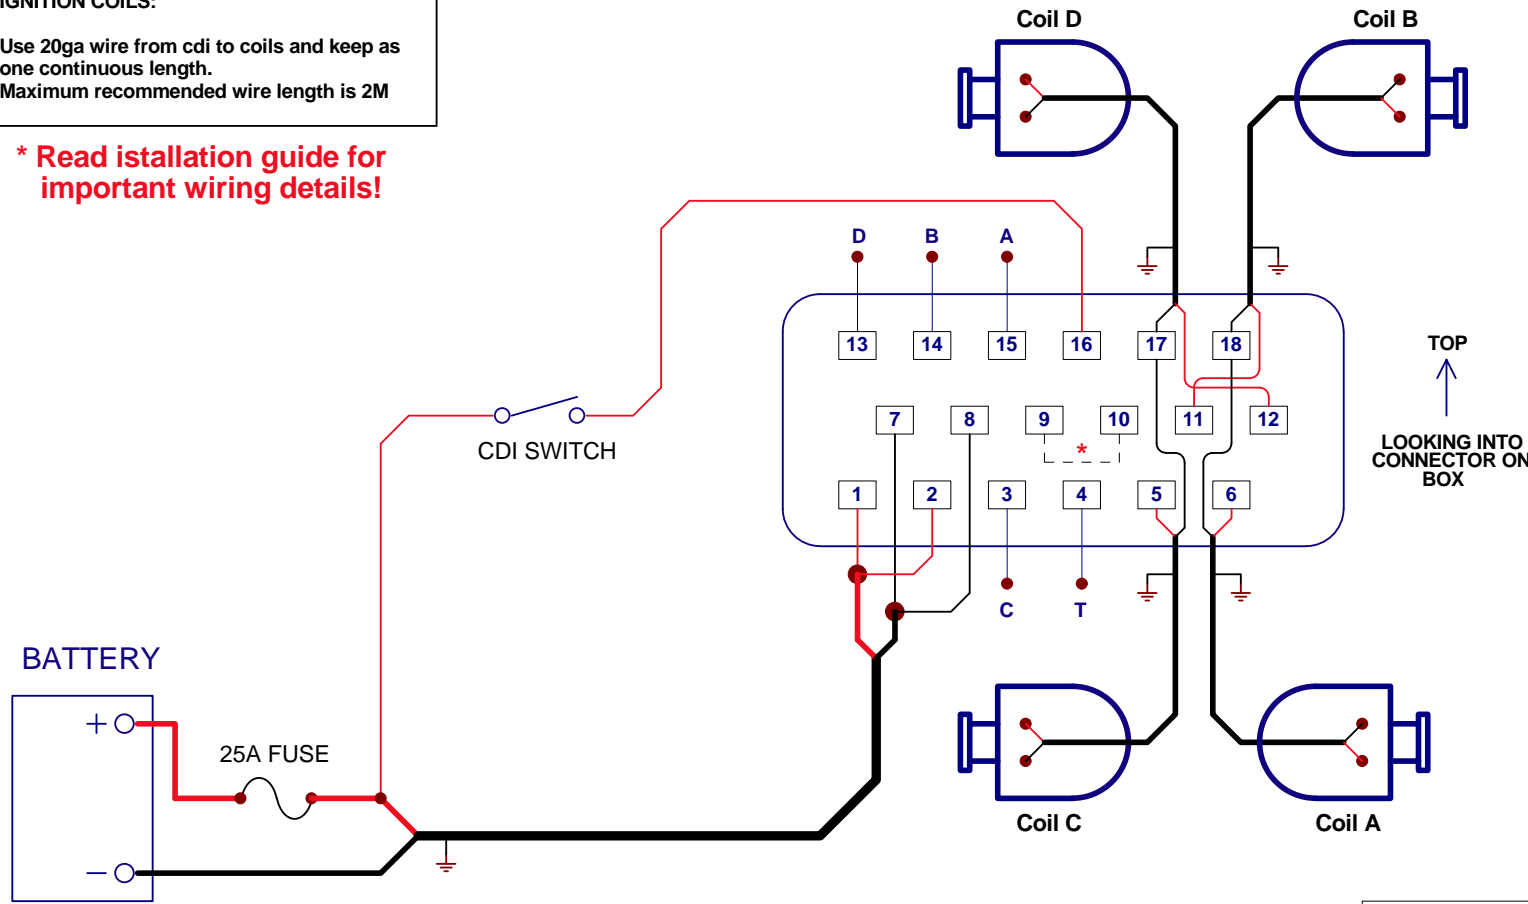 IGNITION COILS:
Use 20ga wire from cdi to coils and keep as
one continuous length.
Maximum recommended wire length is 2M
* Read istallation guide for
important wiring details!
Coil D
Coil B
D
B
A
13
14
15
16
17
18
TOP
7
8
9
10
11
12
*
LOOKING INTO
CONNECTOR ON
BOX
CDI SWITCH
1
2
3
4
5
6
C
T
BATTERY
+
25A FUSE
−
Coil C
Coil A